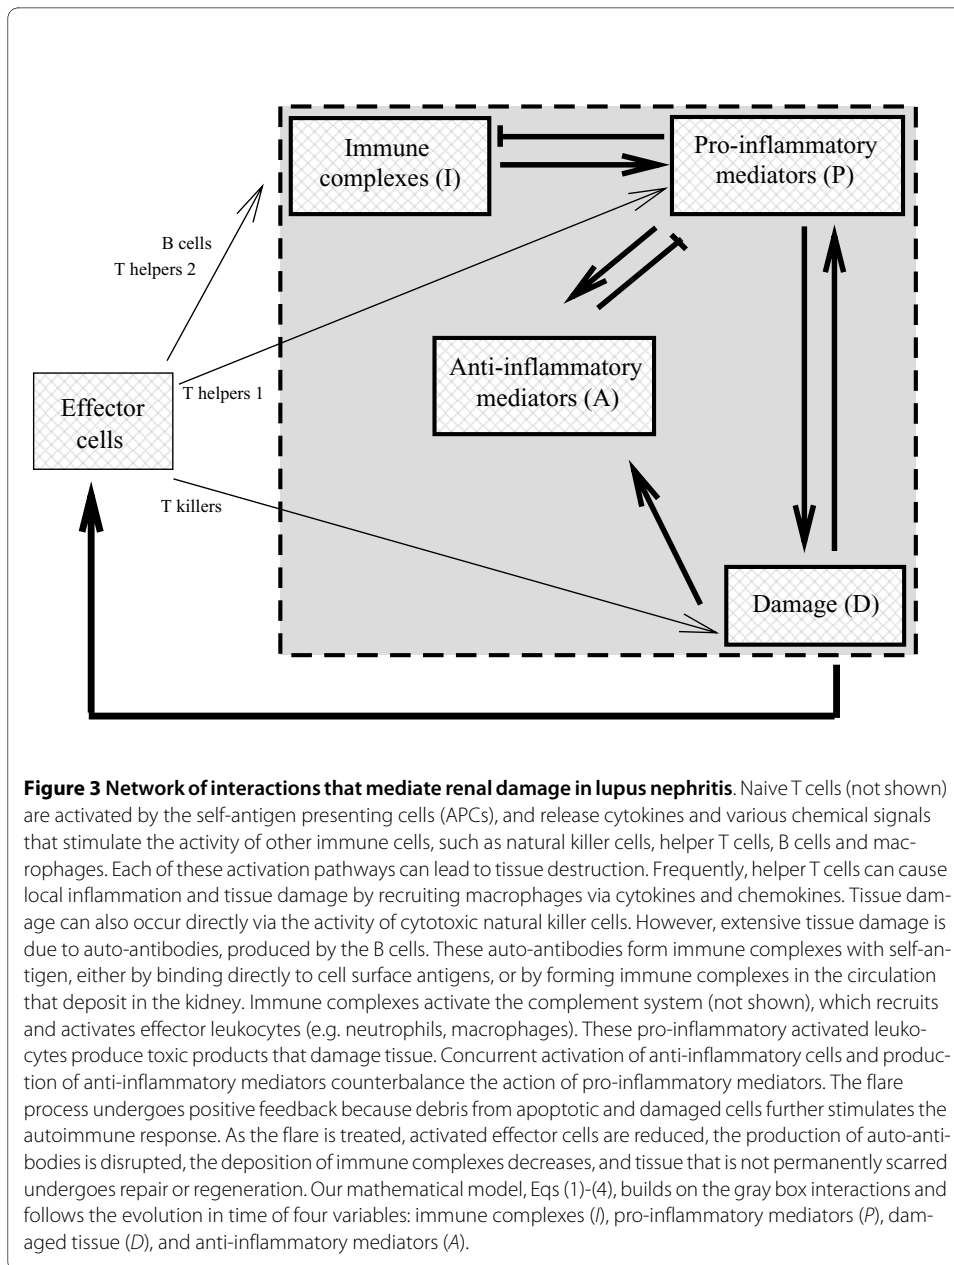 Immune
complexes (I)
Pro-inflammatory
mediators (P)
B cells
T helpers 2
Anti-inflammatory
mediators (A)
T helpers 1
Effector
cells
T killers
Damage (D)
Figure 3 Network of interactions that mediate renal damage in lupus nephritis. Naive T cells (not shown)
are activated by the self-antigen presenting cells (APCs), and release cytokines and various chemical signals
that stimulate the activity of other immune cells, such as natural killer cells, helper T cells, B cells and mac-
rophages. Each of these activation pathways can lead to tissue destruction. Frequently, helper T cells can cause
local inflammation and tissue damage by recruiting macrophages via cytokines and chemokines. Tissue dam-
age can also occur directly via the activity of cytotoxic natural killer cells. However, extensive tissue damage is
due to auto-antibodies, produced by the B cells. These auto-antibodies form immune complexes with self-an-
tigen, either by binding directly to cell surface antigens, or by forming immune complexes in the circulation
that deposit in the kidney. Immune complexes activate the complement system (not shown), which recruits
and activates effector leukocytes (e.g. neutrophils, macrophages). These pro-inflammatory activated leuko-
cytes produce toxic products that damage tissue. Concurrent activation of anti-inflammatory cells and produc-
tion of anti-inflammatory mediators counterbalance the action of pro-inflammatory mediators. The flare
process undergoes positive feedback because debris from apoptotic and damaged cells further stimulates the
autoimmune response. As the flare is treated, activated effector cells are reduced, the production of auto-anti-
bodies is disrupted, the deposition of immune complexes decreases, and tissue that is not permanently scarred
undergoes repair or regeneration. Our mathematical model, Eqs (1)-(4), builds on the gray box interactions and
follows the evolution in time of four variables: immune complexes (I), pro-inflammatory mediators (P), dam-
aged tissue (D), and anti-inflammatory mediators (A).